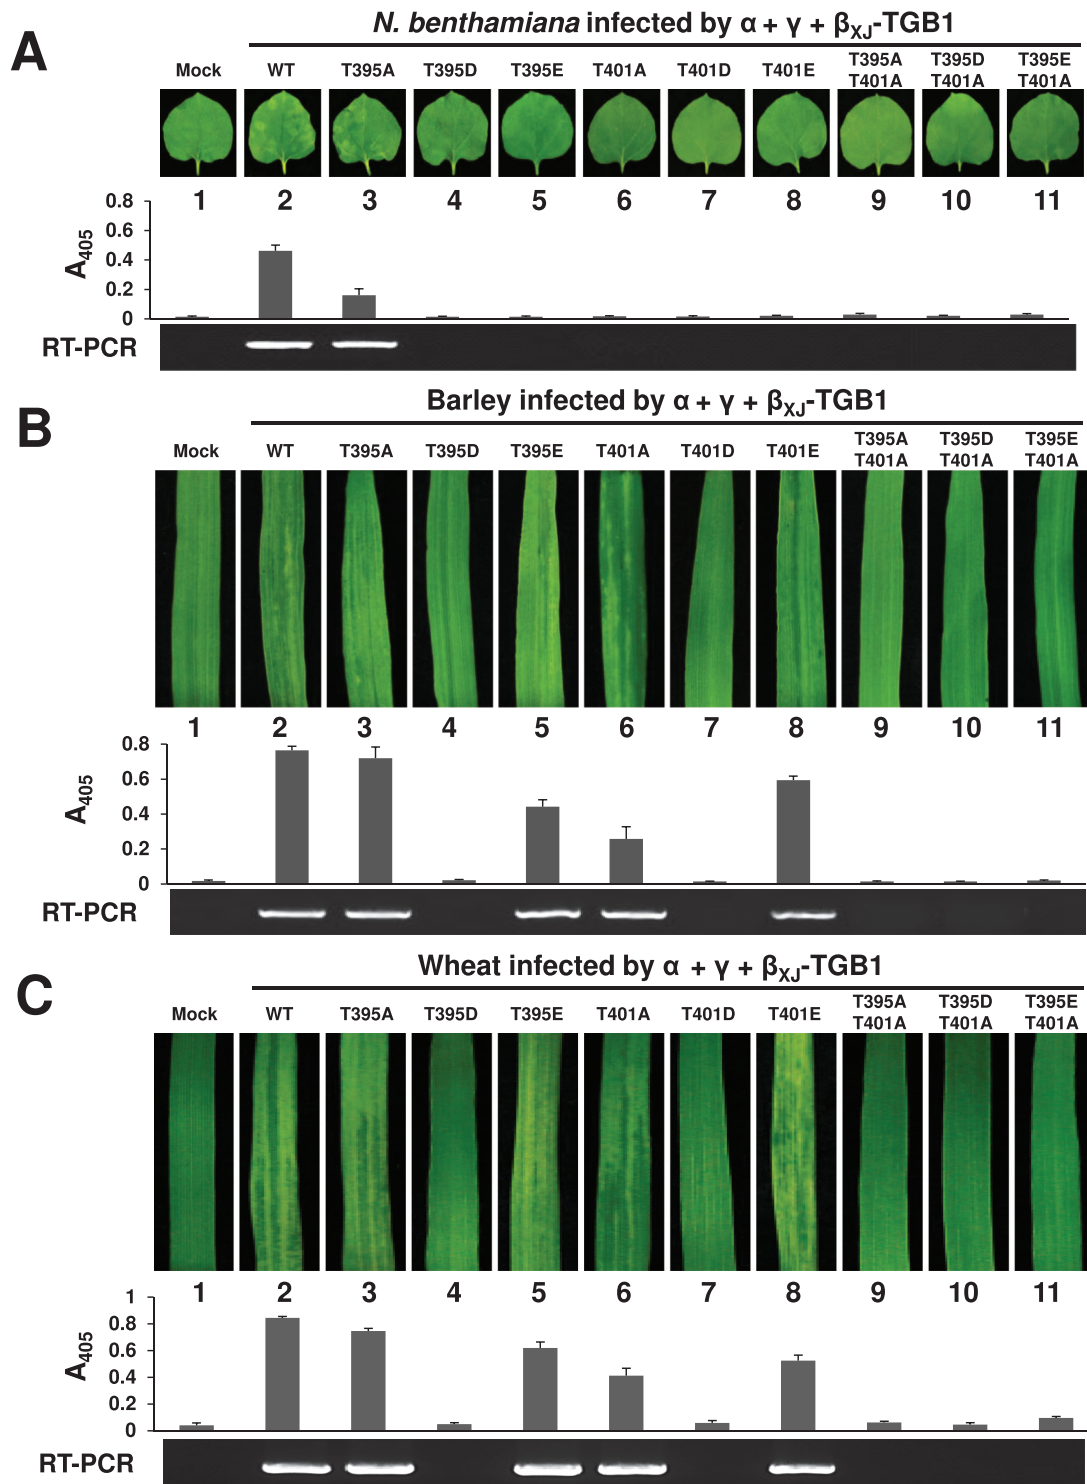 A
N. benthamiana infected by α + γ + βXJ-TGB1
Mock WT T395A T395D T395E T401A T401D T401E T395A T401A T395D T401A T395E T401A
1 2 3 4 5 6 7 8 9 10 11
A405
0.8
0.6
0.4
0.2
0
RT-PCR
B
Barley infected by α + γ + βXJ-TGB1
Mock WT T395A T395D T395E T401A T401D T401E T395A T401A T395D T401A T395E T401A
1 2 3 4 5 6 7 8 9 10 11
A405
0.8
0.6
0.4
0.2
0
RT-PCR
C
Wheat infected by α + γ + βXJ-TGB1
Mock WT T395A T395D T395E T401A T401D T401E T395A T401A T395D T401A T395E T401A
1 2 3 4 5 6 7 8 9 10 11
A405
1
0.8
0.6
0.4
0.2
0
RT-PCR